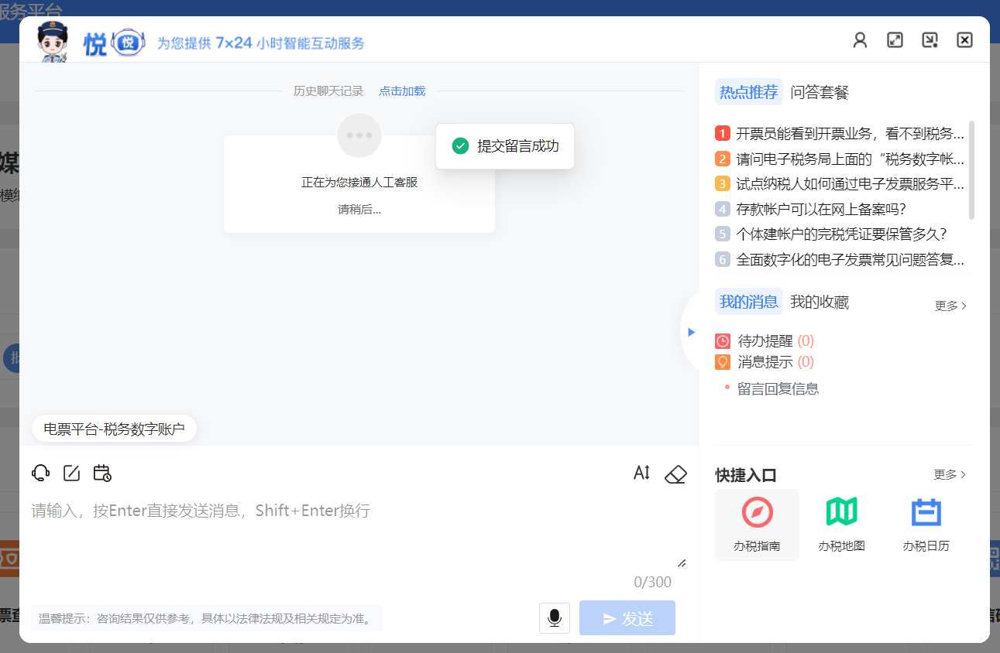 服务平台
悦 悦 为您提供 7×24 小时智能互动服务
历史聊天记录 点击加载
提交留言成功
正在为您接通人工客服
请稍后...
电票平台-税务数字账户
请输入，按Enter直接发送消息，Shift+Enter换行
0/300
温馨提示：咨询结果仅供参考，具体以法律法规及相关规定为准。
发送
热点推荐 问答套餐
1 开票员能看到开票业务，看不到税务...
2 请问电子税务局上面的“税务数字帐...
3 试点纳税人如何通过电子发票服务平...
4 存款帐户可以在网上备案吗？
5 个体建帐户的完税凭证要保管多久？
6 全面数字化的电子发票常见问题答复...
我的消息 我的收藏 更多
待办提醒 (0)
消息提示 (0)
留言回复信息
快捷入口 更多
办税指南 办税地图 办税日历